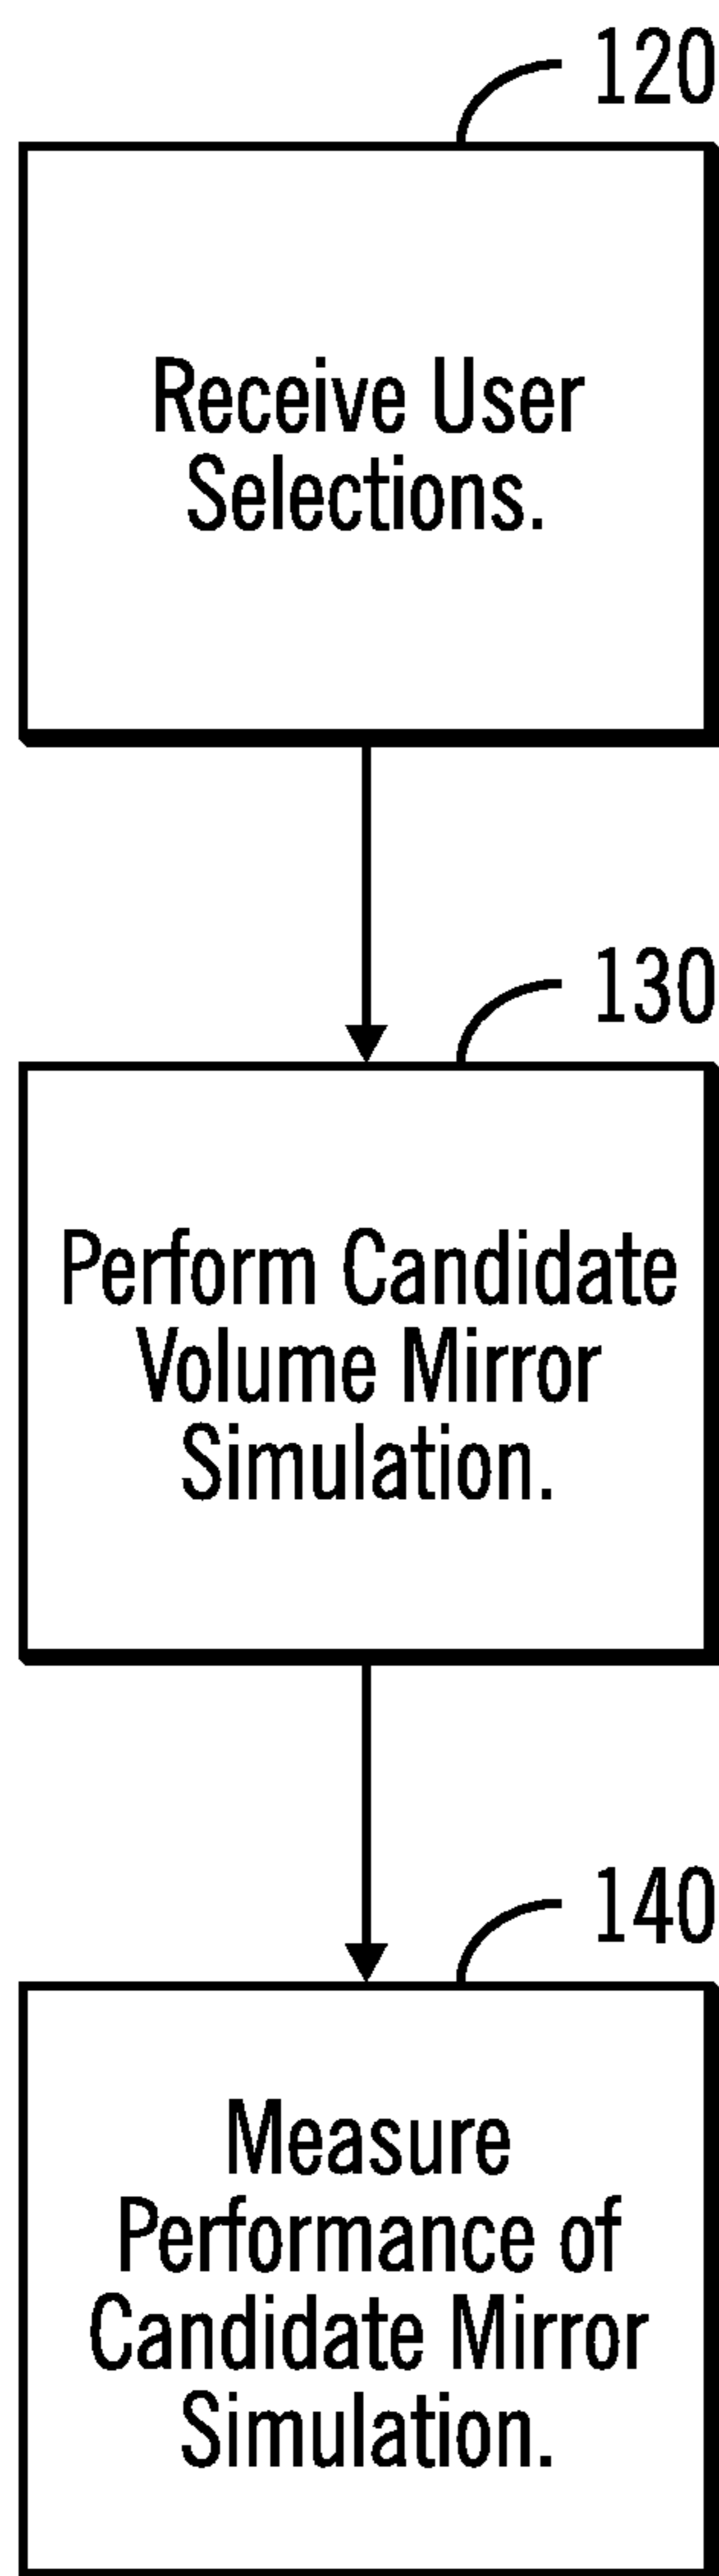 120
Receive User
Selections.
130
Perform Candidate
Volume Mirror
Simulation.
140
Measure
Performance of
Candidate Mirror
Simulation.